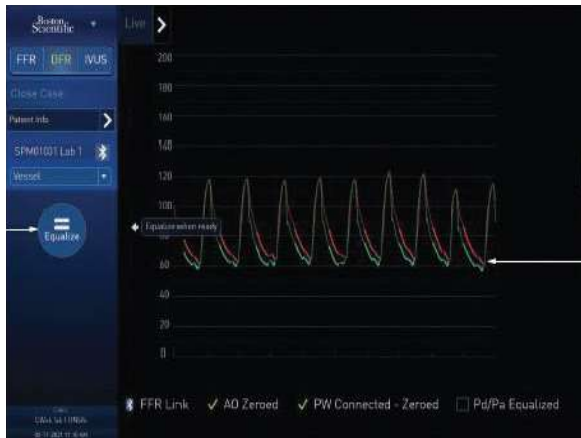 Boston
Scientific
Live
FFR DFR IVUS
Close Case
Patient Info
SPM01001 Lab 1
Vessel
Equalize
Equalize when ready
200
180
160
140
120
100
60
40
20
0
FFR Link
AO Zeroed
PW Connected - Zeroed
Pd/Pa Equalized